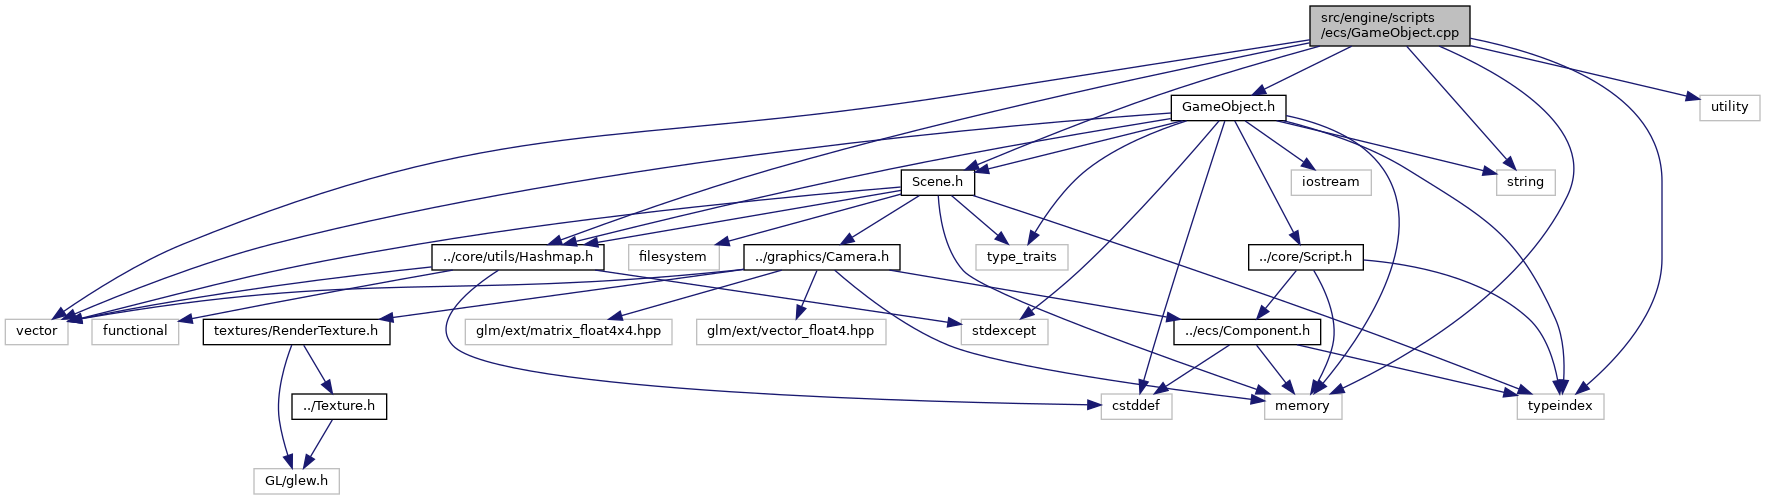 src/engine/scripts
/ecs/GameObject.cpp
GameObject.h
utility
Scene.h
iostream
string
../core/utils/Hashmap.h
filesystem
../graphics/Camera.h
type_traits
../core/Script.h
vector
functional
textures/RenderTexture.h
glm/ext/matrix_float4x4.hpp
glm/ext/vector_float4.hpp
stdexcept
../ecs/Component.h
../Texture.h
cstddef
memory
typeindex
GL/glew.h